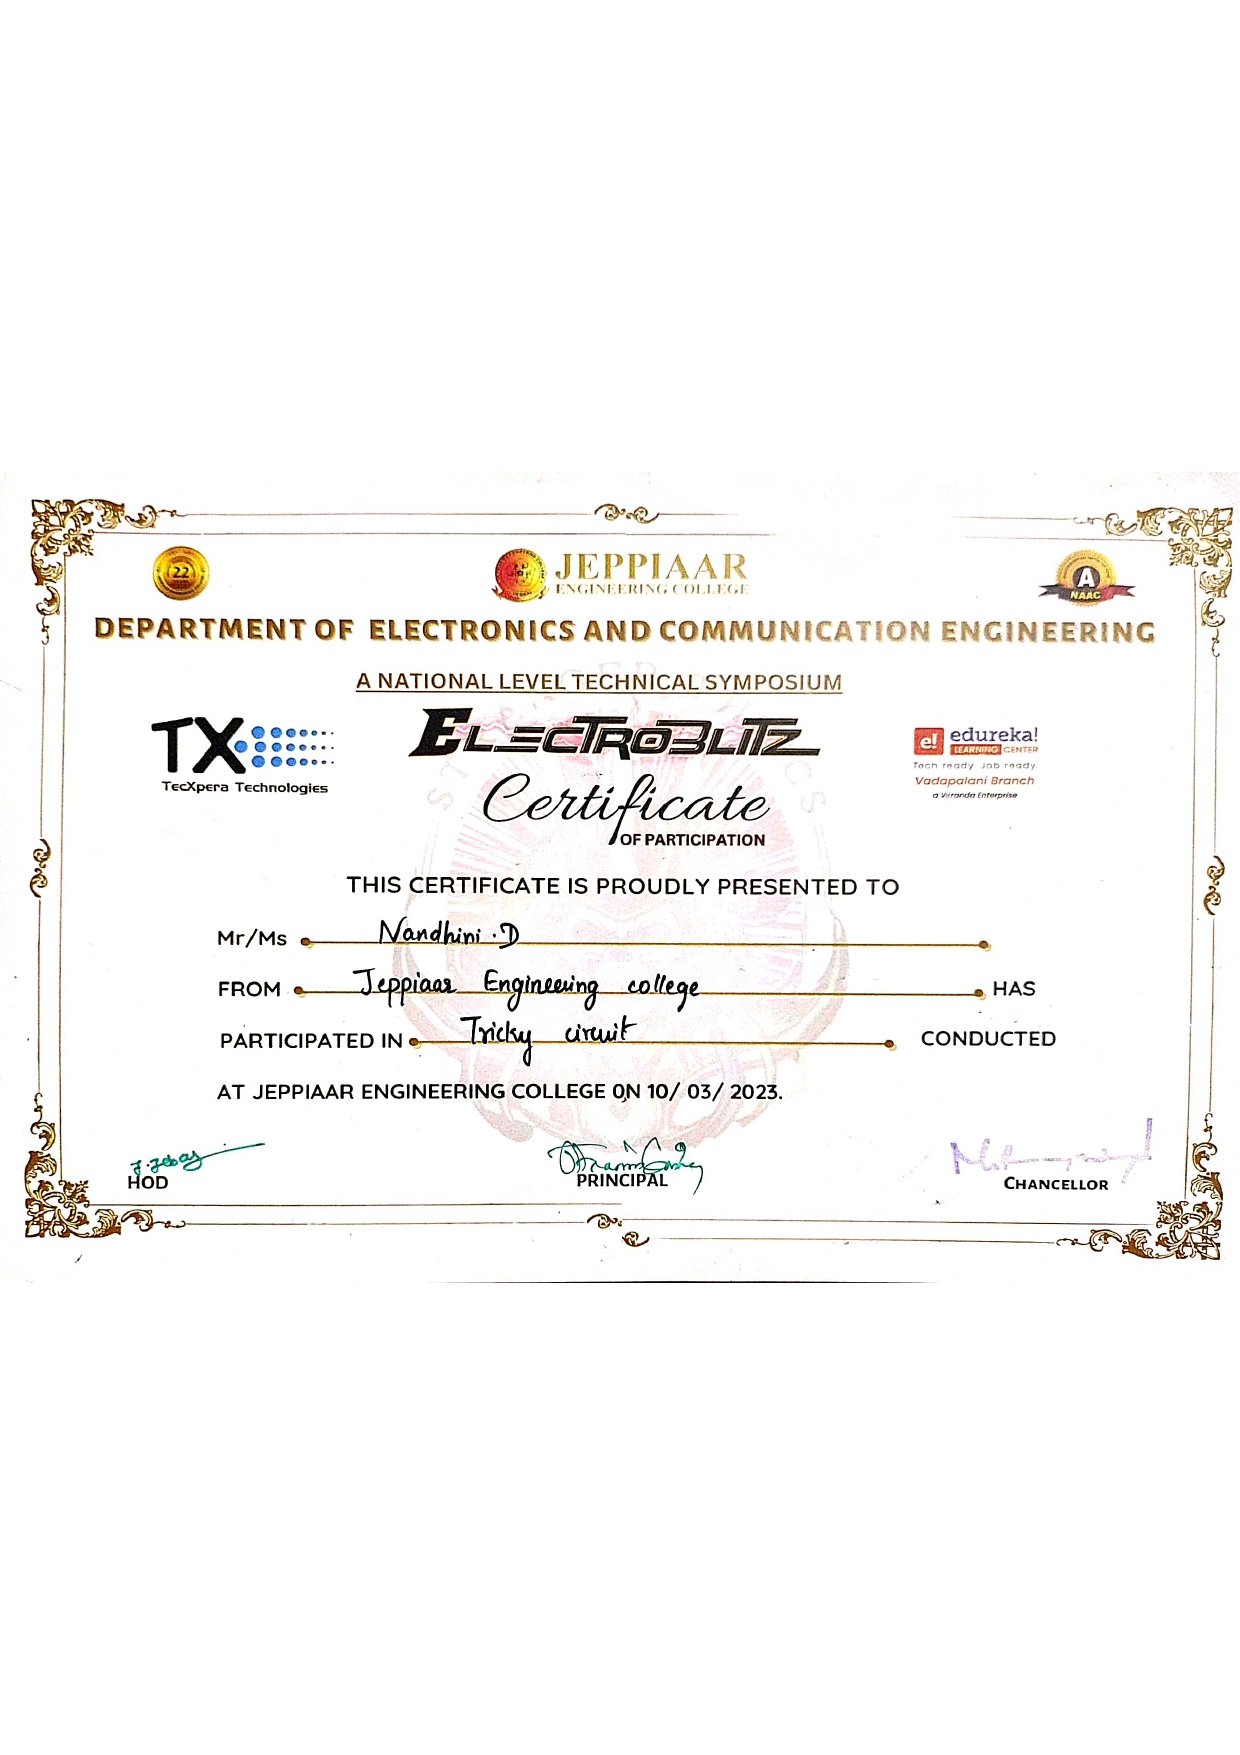 22
JEPPIAAR
ENGINEERING COLLEGE
A
NAAC
DEPARTMENT OF ELECTRONICS AND COMMUNICATION ENGINEERING
A NATIONAL LEVEL TECHNICAL SYMPOSIUM
TX
TecXpera Technologies
ELECTROBLITZ
e! edureka!
LEARNING CENTER
Tech ready. Job ready.
Vadapalani Branch
a Veranda Enterprise
Certificate
OF PARTICIPATION
THIS CERTIFICATE IS PROUDLY PRESENTED TO
Mr/Ms Nandhini .D
FROM Jeppiaar Engineering college HAS
PARTICIPATED IN Tricky circuit CONDUCTED
AT JEPPIAAR ENGINEERING COLLEGE ON 10/ 03/ 2023.
HOD
PRINCIPAL
CHANCELLOR